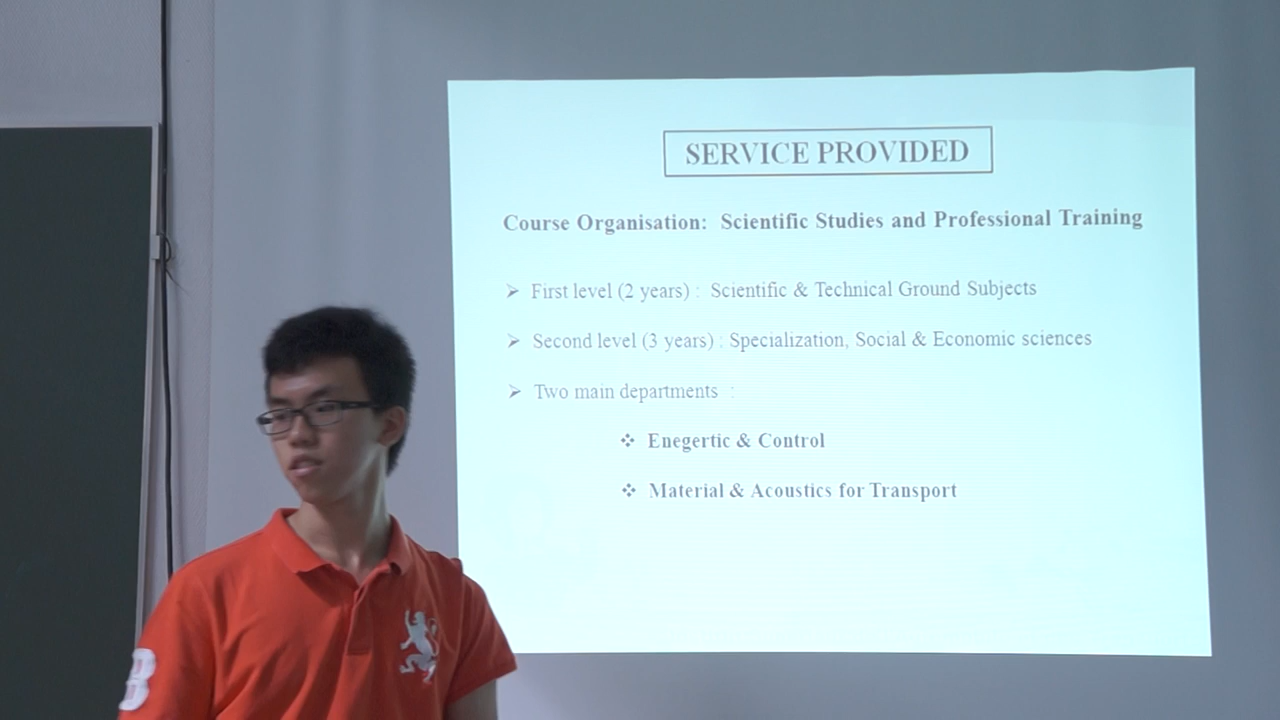 SERVICE PROVIDED
Course Organisation: Scientific Studies and Professional Training
➢ First level (2 years) : Scientific & Technical Ground Subjects
➢ Second level (3 years) : Specialization, Social & Economic sciences
➢ Two main departments :
❖ Enegertic & Control
❖ Material & Acoustics for Transport
3